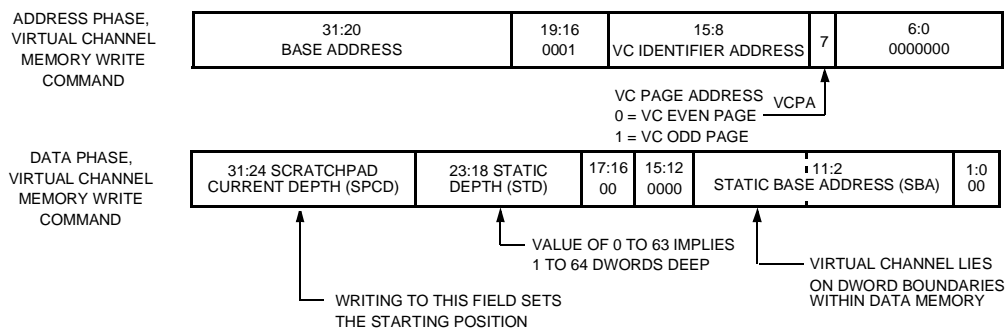 ADDRESS PHASE,
VIRTUAL CHANNEL
MEMORY WRITE
COMMAND
31:20
BASE ADDRESS
19:16
0001
15:8
VC IDENTIFIER ADDRESS
7
6:0
0000000
VC PAGE ADDRESS
0 = VC EVEN PAGE
1 = VC ODD PAGE
VCPA
DATA PHASE,
VIRTUAL CHANNEL
MEMORY WRITE
COMMAND
31:24 SCRATCHPAD
CURRENT DEPTH (SPCD)
23:18 STATIC
DEPTH (STD)
17:16
00
15:12
0000
11:2
STATIC BASE ADDRESS (SBA)
1:0
00
VALUE OF 0 TO 63 IMPLIES
1 TO 64 DWORDS DEEP
VIRTUAL CHANNEL LIES
ON DWORD BOUNDARIES
WITHIN DATA MEMORY
WRITING TO THIS FIELD SETS
THE STARTING POSITION